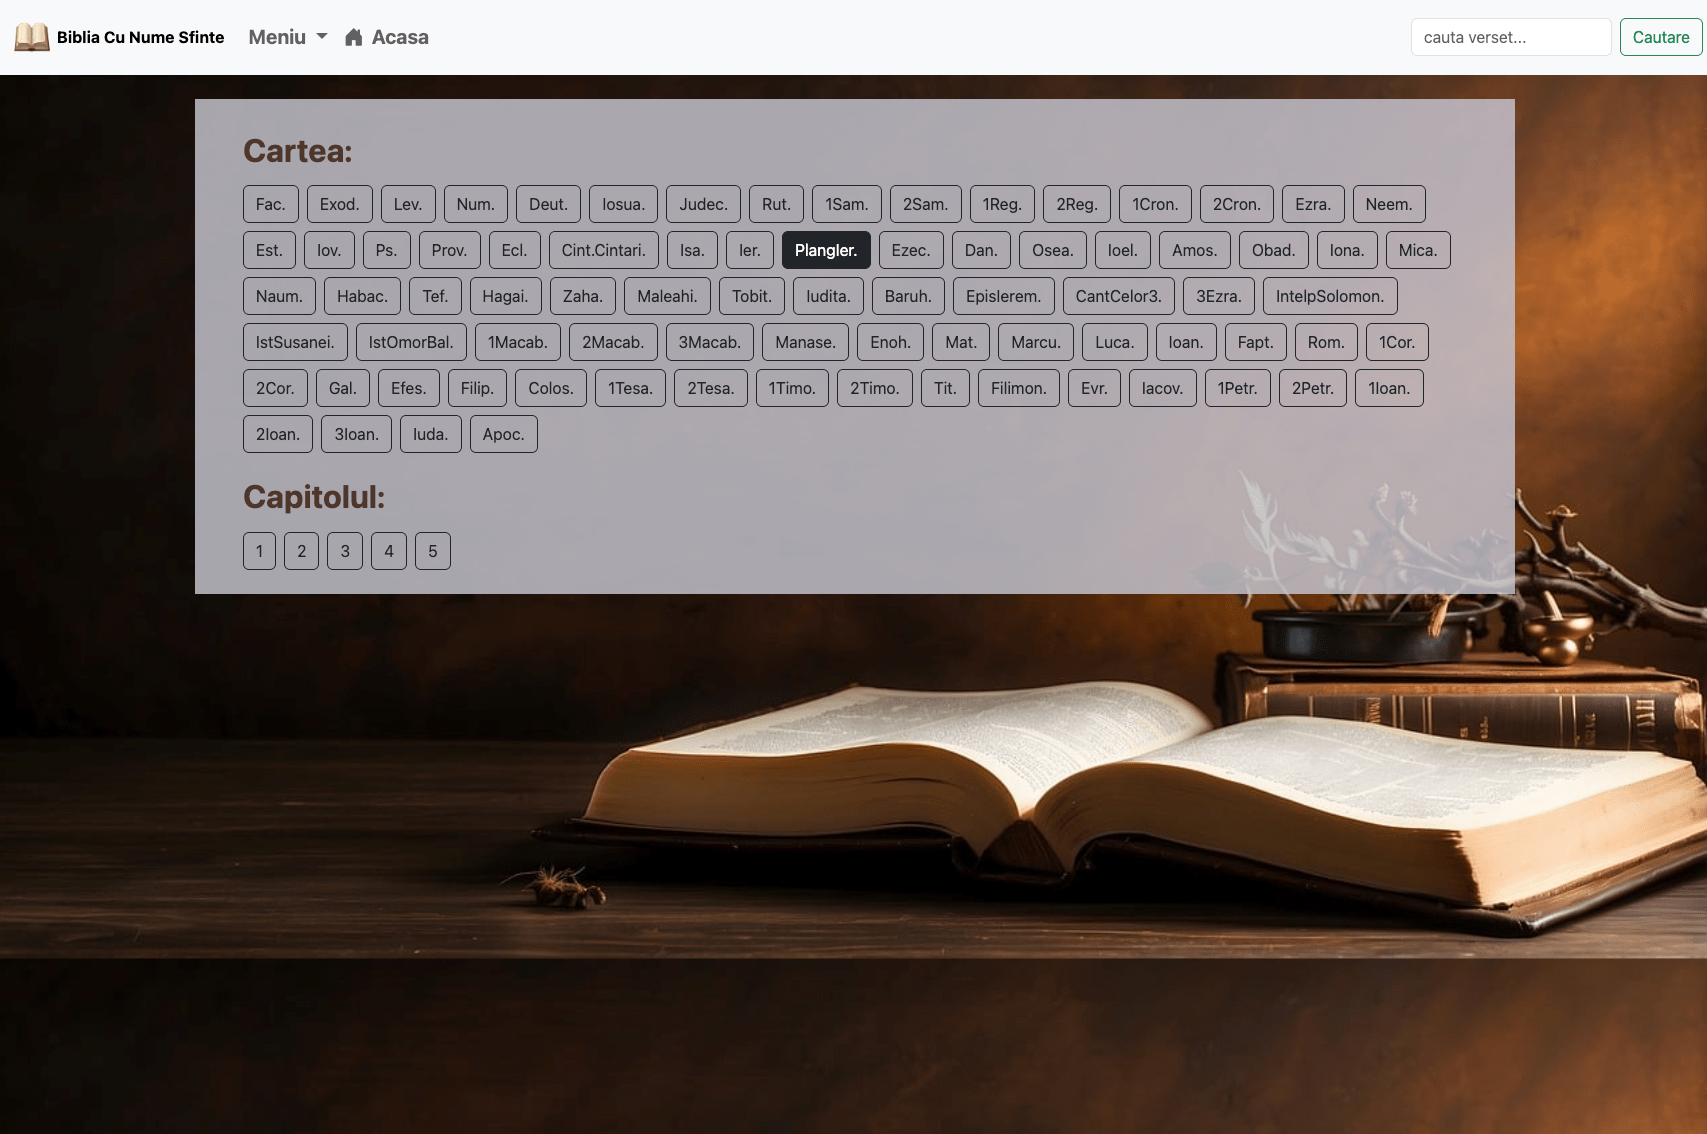 Biblia Cu Nume Sfinte Meniu Acasa cauta verset... Cautare
Cartea:
Fac. Exod. Lev. Num. Deut. Iosua. Judec. Rut. 1Sam. 2Sam. 1Reg. 2Reg. 1Cron. 2Cron. Ezra. Neem.
Est. Iov. Ps. Prov. Ecl. Cint.Cintari. Isa. Ier. Plangler. Ezec. Dan. Osea. Ioel. Amos. Obad. Iona. Mica.
Naum. Habac. Tef. Hagai. Zaha. Maleahi. Tobit. Iudita. Baruh. EpisIerem. CantCelor3. 3Ezra. IntelpSolomon.
IstSusanei. IstOmorBal. 1Macab. 2Macab. 3Macab. Manase. Enoh. Mat. Marcu. Luca. Ioan. Fapt. Rom. 1Cor.
2Cor. Gal. Efes. Filip. Colos. 1Tesa. 2Tesa. 1Timo. 2Timo. Tit. Filimon. Evr. Iacov. 1Petr. 2Petr. 1Ioan.
2Ioan. 3Ioan. Iuda. Apoc.
Capitolul:
1 2 3 4 5